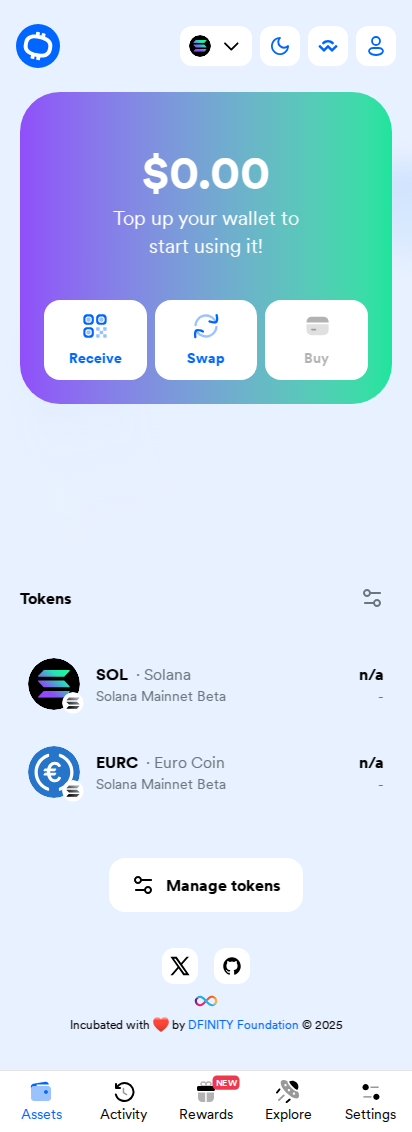 $0.00
Top up your wallet to
start using it!
Receive
Swap
Buy
Tokens
SOL · Solana
n/a
Solana Mainnet Beta
-
EURC · Euro Coin
n/a
Solana Mainnet Beta
-
Manage tokens
Incubated with ❤️ by DFINITY Foundation © 2025
NEW
Assets
Activity
Rewards
Explore
Settings